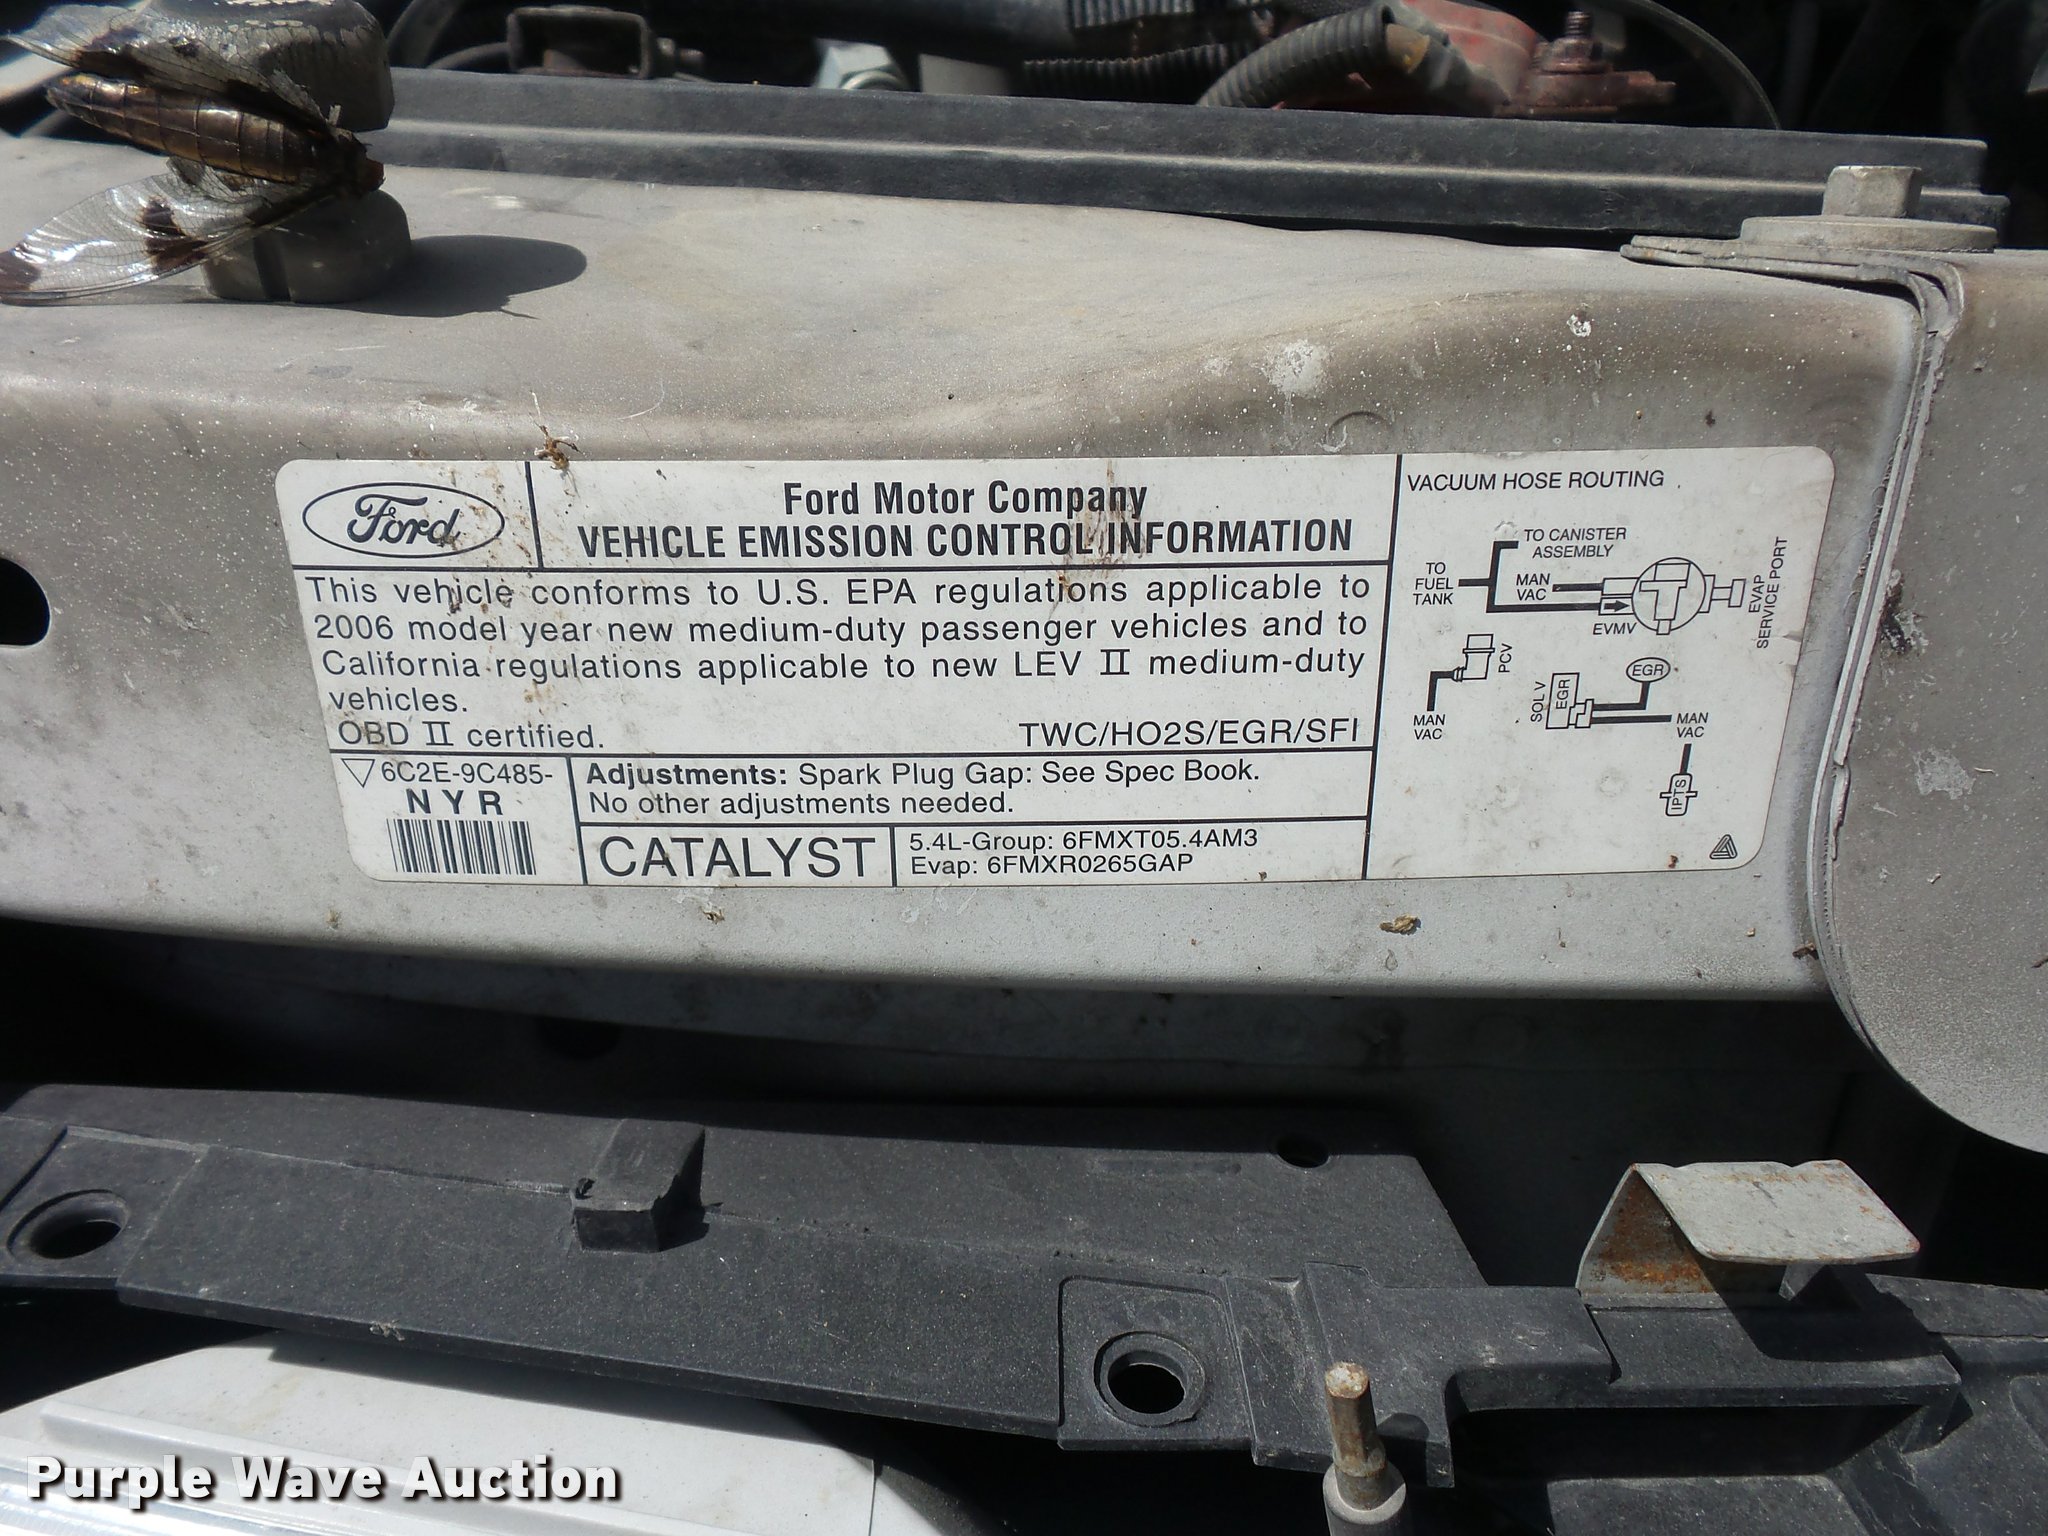 Ford
Ford Motor Company
VEHICLE EMISSION CONTROL INFORMATION
This vehicle conforms to U.S. EPA regulations applicable to
2006 model year new medium-duty passenger vehicles and to
California regulations applicable to new LEV II medium-duty
vehicles.
OBD II certified.
TWC/HO2S/EGR/SFI
6C2E-9C485-
NYR
Adjustments: Spark Plug Gap: See Spec Book.
No other adjustments needed.
CATALYST
5.4L-Group: 6FMXT05.4AM3
Evap: 6FMXR0265GAP
VACUUM HOSE ROUTING
TO CANISTER
ASSEMBLY
TO
FUEL
TANK
MAN
VAC
EVMV
EVAP
SERVICE PORT
PCV
MAN
VAC
SOL V
EGR
EGR
MAN
VAC
IPTS
Purple Wave Auction